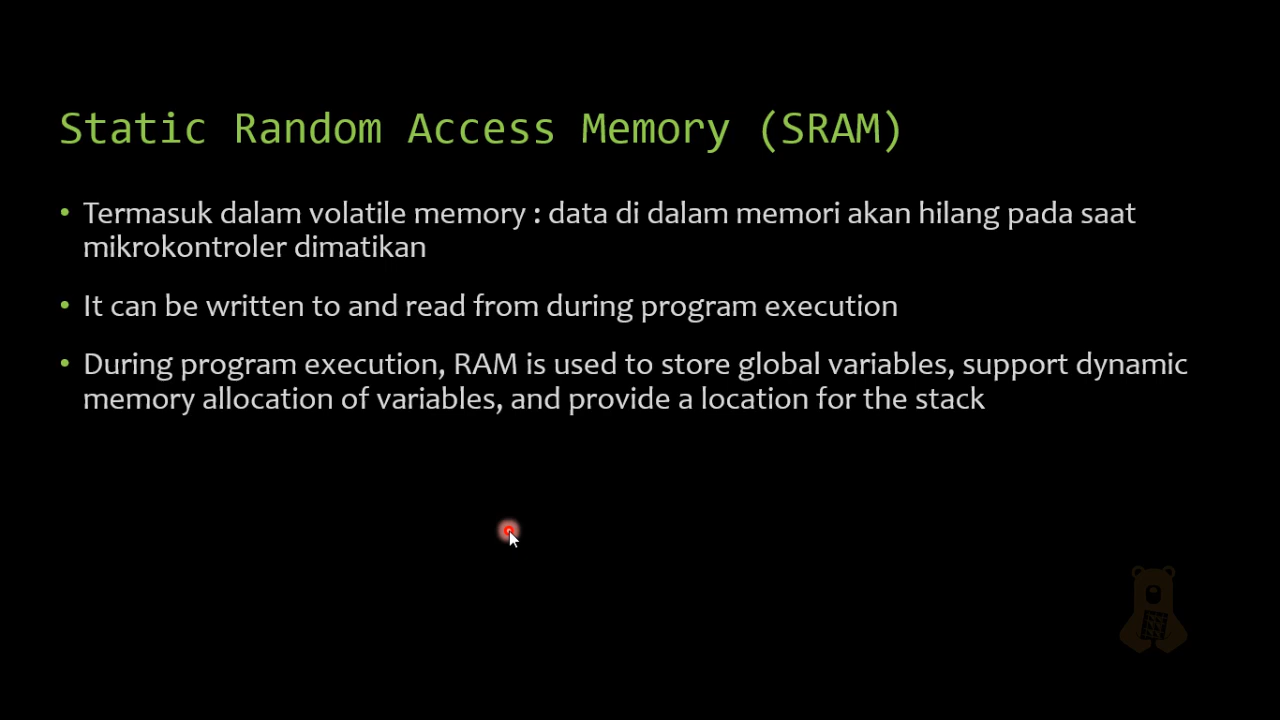 Static Random Access Memory (SRAM)
• Termasuk dalam volatile memory : data di dalam memori akan hilang pada saat
mikrokontroler dimatikan
• It can be written to and read from during program execution
• During program execution, RAM is used to store global variables, support dynamic
memory allocation of variables, and provide a location for the stack